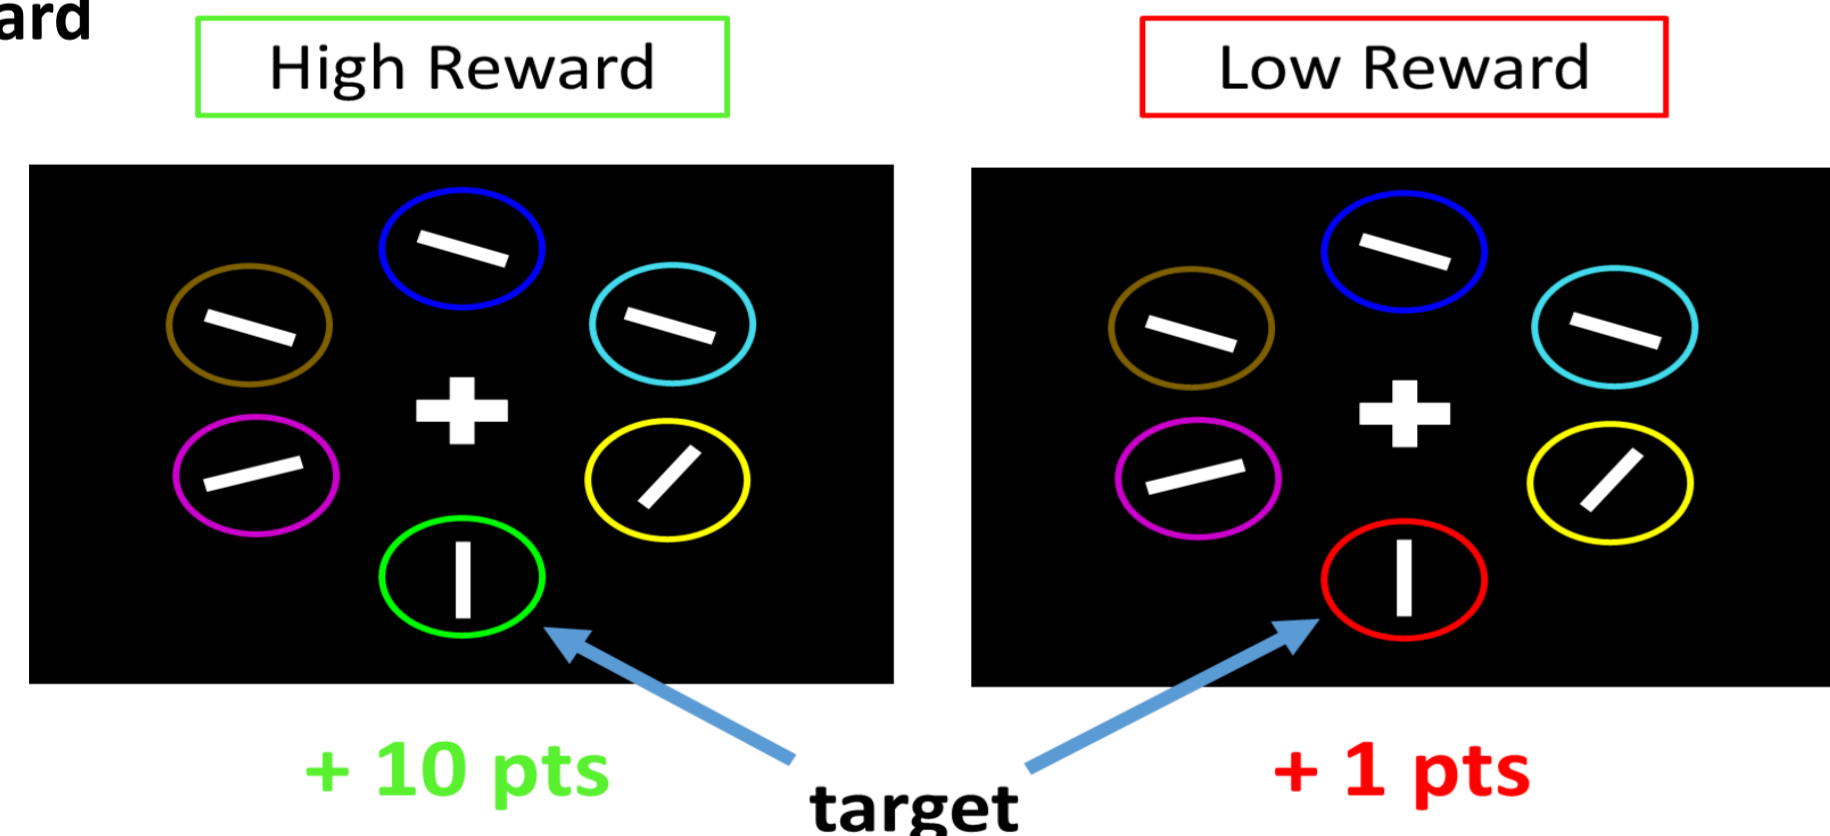 ard
High Reward
Low Reward
+ 10 pts
+ 1 pts
target